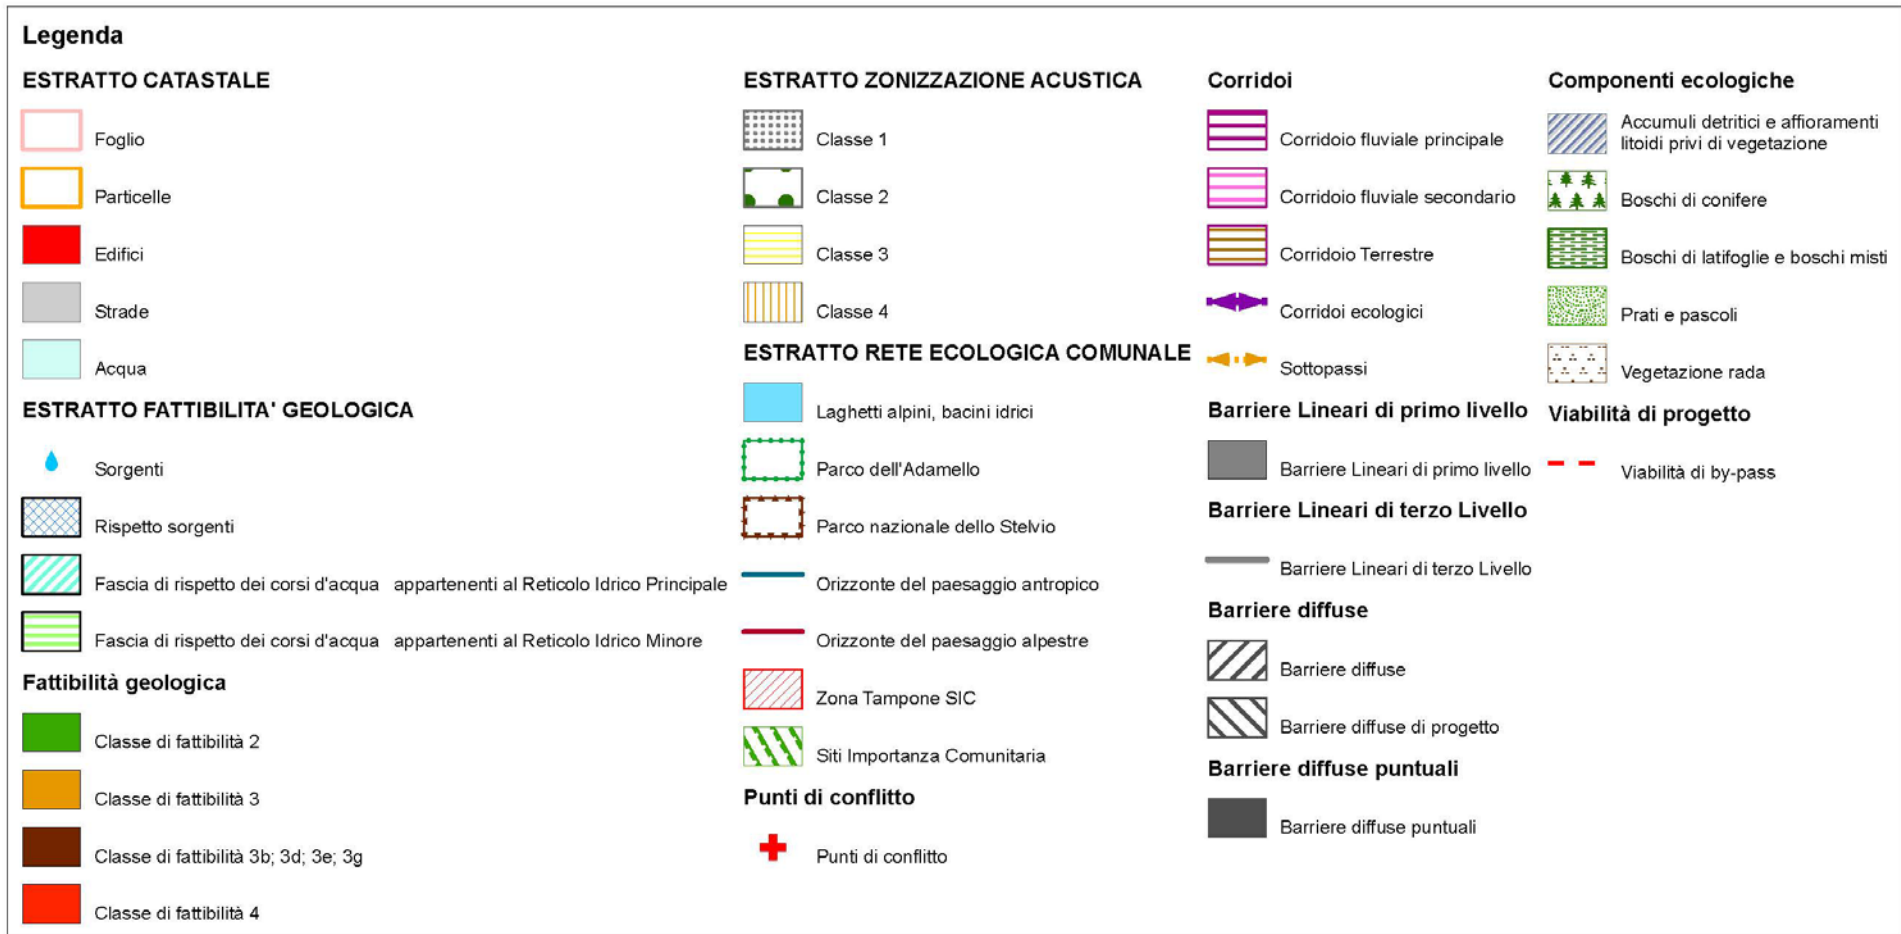 Legenda
ESTRATTO CATASTALE
Foglio
Particelle
Edifici
Strade
Acqua
ESTRATTO FATTIBILITA' GEOLOGICA
Sorgenti
Rispetto sorgenti
Fascia di rispetto dei corsi d'acqua appartenenti al Reticolo Idrico Principale
Fascia di rispetto dei corsi d'acqua appartenenti al Reticolo Idrico Minore
Fattibilità geologica
Classe di fattibilità 2
Classe di fattibilità 3
Classe di fattibilità 3b; 3d; 3e; 3g
Classe di fattibilità 4
ESTRATTO ZONIZZAZIONE ACUSTICA
Classe 1
Classe 2
Classe 3
Classe 4
ESTRATTO RETE ECOLOGICA COMUNALE
Laghetti alpini, bacini idrici
Parco dell'Adamello
Parco nazionale dello Stelvio
Orizzonte del paesaggio antropico
Orizzonte del paesaggio alpestre
Zona Tampone SIC
Siti Importanza Comunitaria
Punti di conflitto
Punti di conflitto
Corridoi
Corridoio fluviale principale
Corridoio fluviale secondario
Corridoio Terrestre
Corridoi ecologici
Sottopassi
Barriere Lineari di primo livello
Barriere Lineari di primo livello
Barriere Lineari di terzo Livello
Barriere Lineari di terzo Livello
Barriere diffuse
Barriere diffuse
Barriere diffuse di progetto
Barriere diffuse puntuali
Barriere diffuse puntuali
Componenti ecologiche
Accumuli detritici e affioramenti
litoidi privi di vegetazione
Boschi di conifere
Boschi di latifoglie e boschi misti
Prati e pascoli
Vegetazione rada
Viabilità di progetto
Viabilità di by-pass